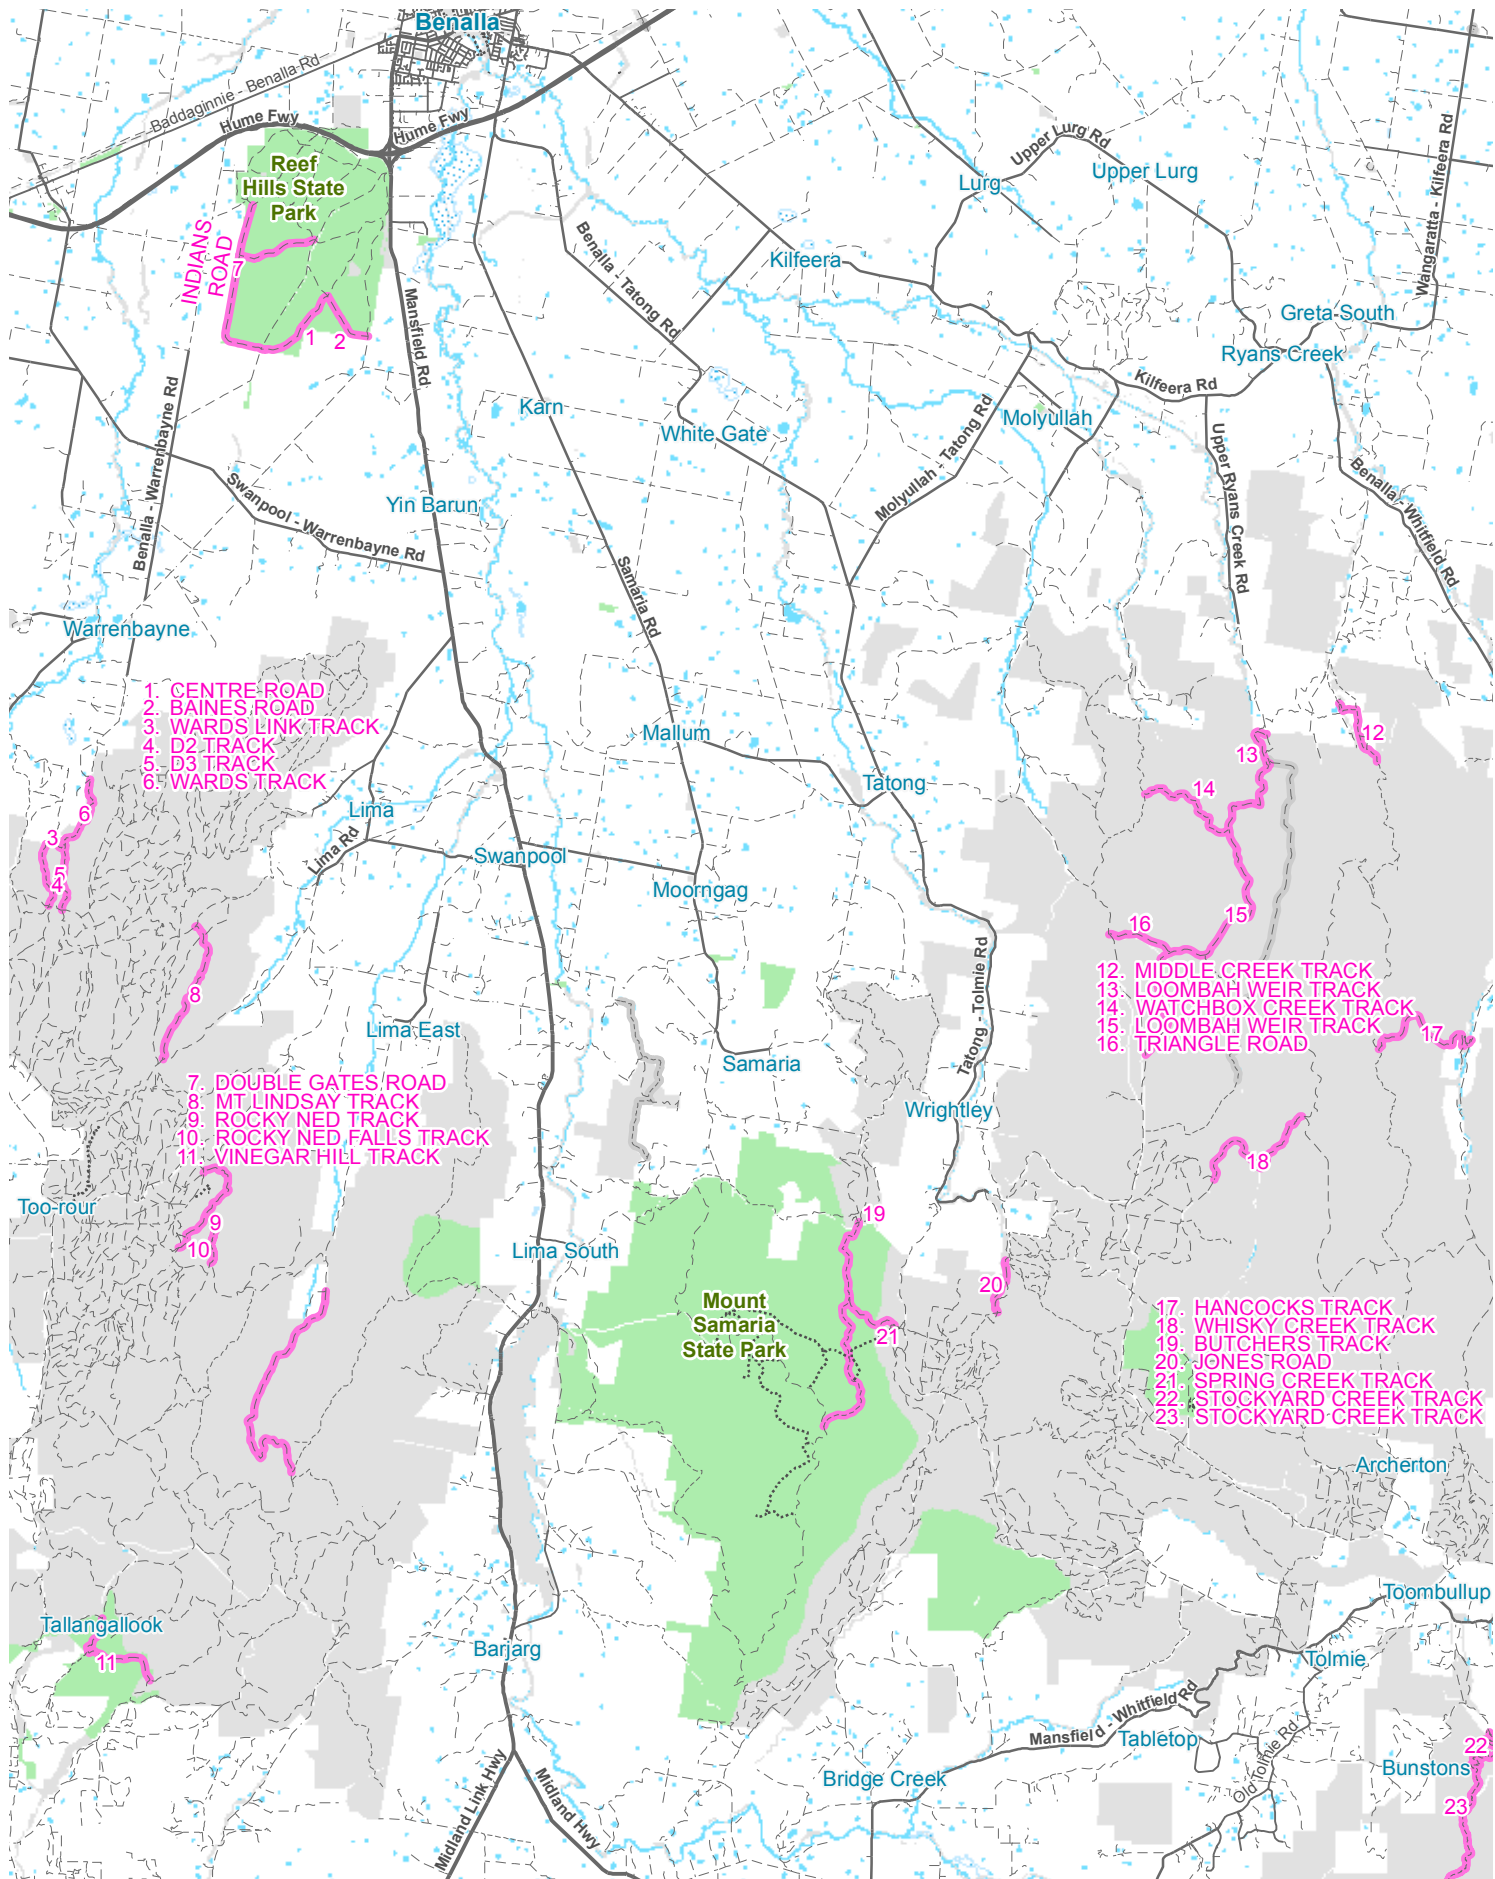 Benalla
Baddaginnie - Benalla Rd
Hume Fwy
Hume Fwy
Reef
Hills State
Park
INDIANS
ROAD
7
1
2
Mansfield Rd
Upper Lurg Rd
Upper Lurg
Lurg
Wangaratta - Kilfeera Rd
Kilfeera
Benalla - Tatong Rd
Greta South
Ryans Creek
Kilfeera Rd
Benalla - Warrenbayne Rd
Karn
White Gate
Molyullah - Tatong Rd
Molyullah
Upper Ryans Creek Rd
Benalla - Whitfield Rd
Swanpool - Warrenbayne Rd
Yin Barun
Samaria Rd
Warrenbayne
1. CENTRE ROAD
2. BAINES ROAD
3. WARDS LINK TRACK
4. D2 TRACK
5. D3 TRACK
6. WARDS TRACK
6
3
5
4
Mallum
Tatong
12
13
14
15
16
Lima
Lima Rd
Swanpool
Moorngag
8
Lima East
Samaria
Tatong - Tolmie Rd
12. MIDDLE CREEK TRACK
13. LOOMBAH WEIR TRACK
14. WATCHBOX CREEK TRACK
15. LOOMBAH WEIR TRACK
16. TRIANGLE ROAD
17
7. DOUBLE GATES ROAD
8. MT LINDSAY TRACK
9. ROCKY NED TRACK
10. ROCKY NED FALLS TRACK
11. VINEGAR HILL TRACK
Wrightley
18
Too-rour
9
10
19
Lima South
20
Mount
Samaria
State Park
21
17. HANCOCKS TRACK
18. WHISKY CREEK TRACK
19. BUTCHERS TRACK
20. JONES ROAD
21. SPRING CREEK TRACK
22. STOCKYARD CREEK TRACK
23. STOCKYARD CREEK TRACK
Archerton
Toombullup
Tallangallook
11
Barjarg
Tolmie
Mansfield - Whitfield Rd
Tabletop
Old Tolmie Rd
22
Bunstons
23
Bridge Creek
Midland Link Hwy
Midland Hwy